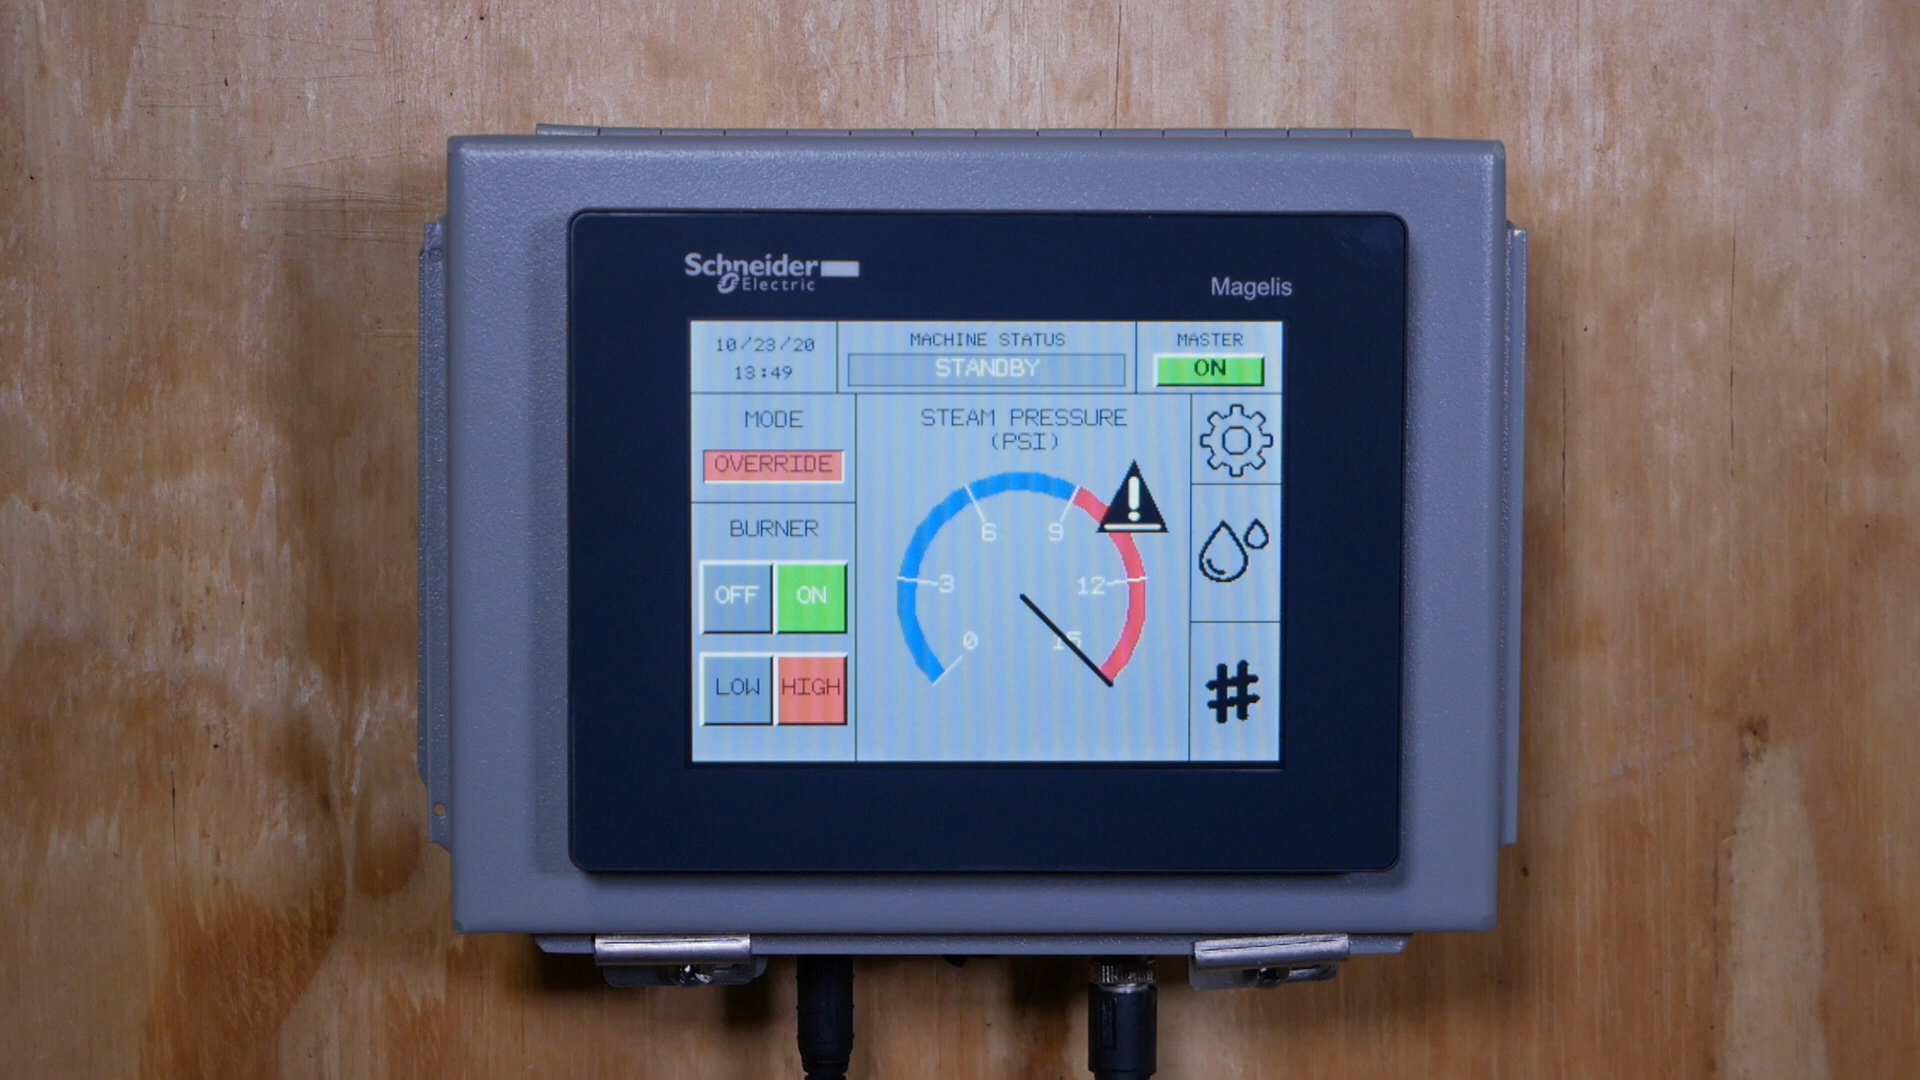 Schneider
Electric
Magelis
10/23/20
13:49
MACHINE STATUS
STANDBY
MASTER
ON
MODE
OVERRIDE
BURNER
OFF ON
LOW HIGH
STEAM PRESSURE
(PSI)
6 9
3 12
0 15
#